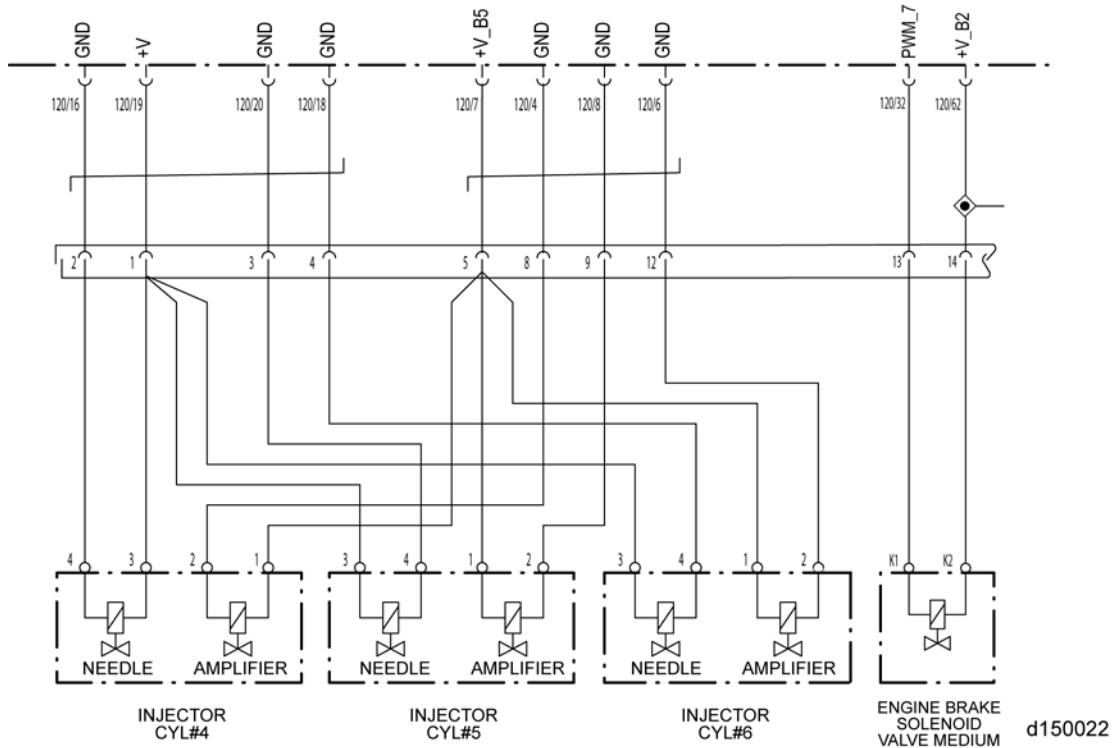 GND +V GND GND +V_B5 GND GND GND PWM_7 +V_B2
120/16 120/19 120/20 120/18 120/7 120/4 120/8 120/6 120/32 120/62
2 1 3 4 5 8 9 12 13 14
4 3 2 1 3 4 1 2 3 4 1 2 K1 K2
NEEDLE AMPLIFIER NEEDLE AMPLIFIER NEEDLE AMPLIFIER
INJECTOR
CYL#4
INJECTOR
CYL#5
INJECTOR
CYL#6
ENGINE BRAKE
SOLENOID
VALVE MEDIUM
d150022